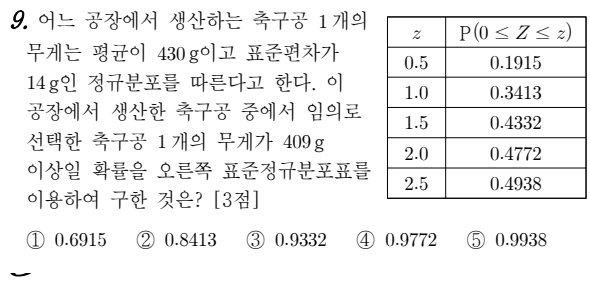 9. 어느 공장에서 생산하는 축구공 1개의
무게는 평균이 430g이고 표준편차가
14g인 정규분포를 따른다고 한다. 이
공장에서 생산한 축구공 중에서 임의로
선택한 축구공 1개의 무게가 409g
이상일 확률을 오른쪽 표준정규분포표를
이용하여 구한 것은? [3점]
z P(0 ≤ Z ≤ z)
0.5 0.1915
1.0 0.3413
1.5 0.4332
2.0 0.4772
2.5 0.4938
① 0.6915 ② 0.8413 ③ 0.9332 ④ 0.9772 ⑤ 0.9938